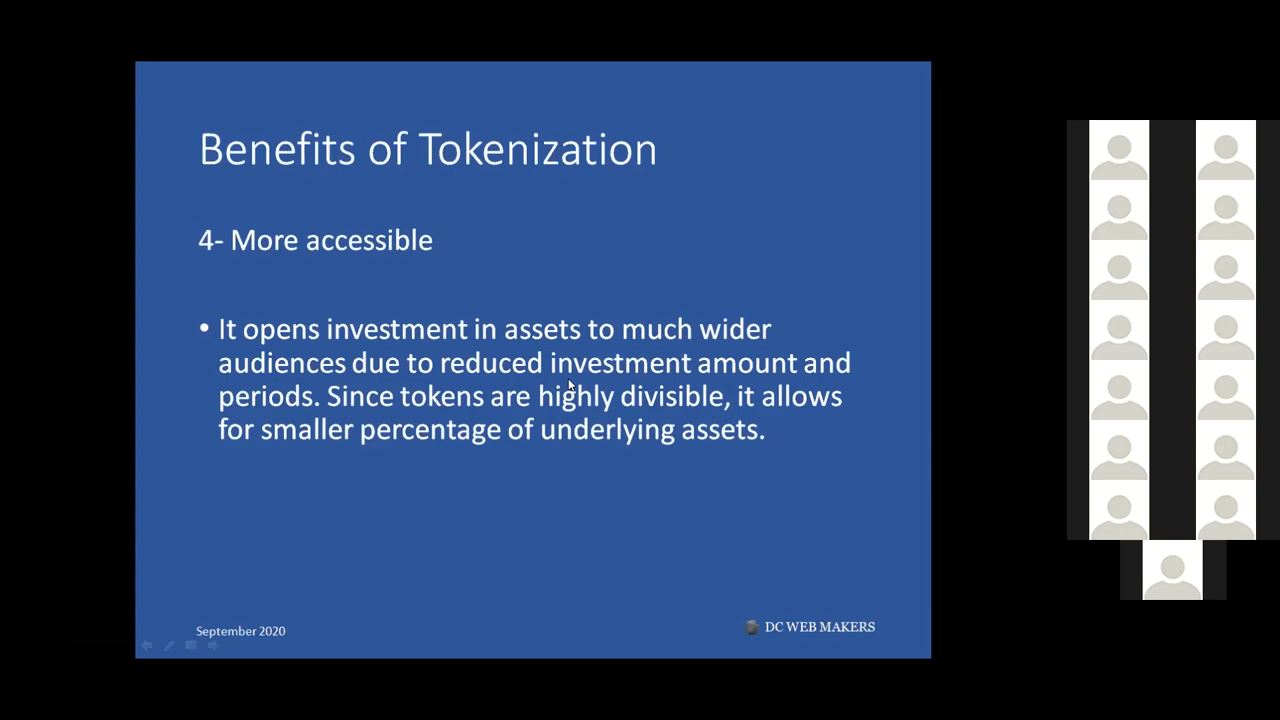 Benefits of Tokenization
4- More accessible
• It opens investment in assets to much wider
audiences due to reduced investment amount and
periods. Since tokens are highly divisible, it allows
for smaller percentage of underlying assets.
September 2020
DC WEB MAKERS